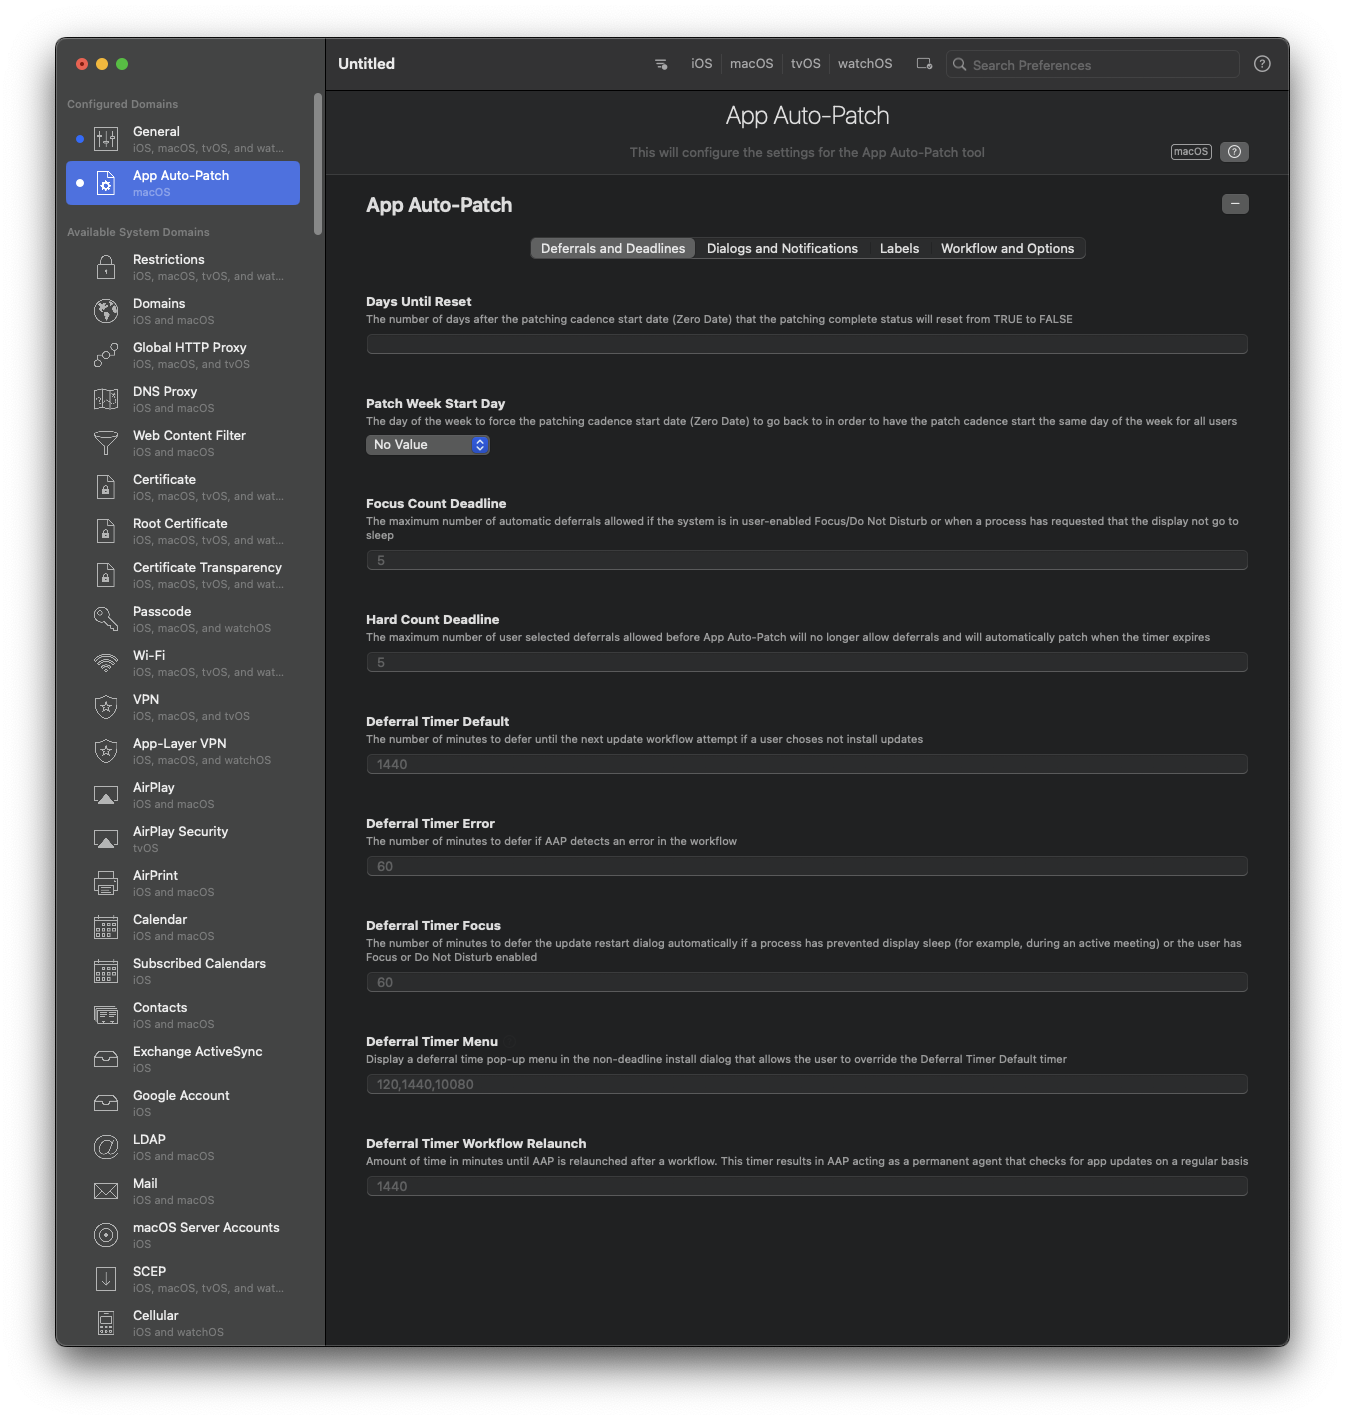 Untitled
iOS
macOS
tvOS
watchOS
Search Preferences
Configured Domains
General
iOS, macOS, tvOS, and wat...
App Auto-Patch
macOS
Available System Domains
Restrictions
iOS, macOS, tvOS, and wat...
Domains
iOS and macOS
Global HTTP Proxy
iOS, macOS, and tvOS
DNS Proxy
iOS and macOS
Web Content Filter
iOS and macOS
Certificate
iOS, macOS, tvOS, and wat...
Root Certificate
iOS, macOS, tvOS, and wat...
Certificate Transparency
iOS, macOS, tvOS, and wat...
Passcode
iOS, macOS, and watchOS
Wi-Fi
iOS, macOS, tvOS, and wat...
VPN
iOS, macOS, and tvOS
App-Layer VPN
iOS, macOS, and watchOS
AirPlay
iOS and macOS
AirPlay Security
tvOS
AirPrint
iOS and macOS
Calendar
iOS and macOS
Subscribed Calendars
iOS
Contacts
iOS and macOS
Exchange ActiveSync
iOS
Google Account
iOS
LDAP
iOS and macOS
Mail
iOS and macOS
macOS Server Accounts
iOS
SCEP
iOS, macOS, tvOS, and wat...
Cellular
iOS and watchOS
App Auto-Patch
This will configure the settings for the App Auto-Patch tool
macOS
App Auto-Patch
Deferrals and Deadlines
Dialogs and Notifications
Labels
Workflow and Options
Days Until Reset
The number of days after the patching cadence start date (Zero Date) that the patching complete status will reset from TRUE to FALSE
Patch Week Start Day
The day of the week to force the patching cadence start date (Zero Date) to go back to in order to have the patch cadence start the same day of the week for all users
No Value
Focus Count Deadline
The maximum number of automatic deferrals allowed if the system is in user-enabled Focus/Do Not Disturb or when a process has requested that the display not go to
sleep
5
Hard Count Deadline
The maximum number of user selected deferrals allowed before App Auto-Patch will no longer allow deferrals and will automatically patch when the timer expires
5
Deferral Timer Default
The number of minutes to defer until the next update workflow attempt if a user choses not install updates
1440
Deferral Timer Error
The number of minutes to defer if AAP detects an error in the workflow
60
Deferral Timer Focus
The number of minutes to defer the update restart dialog automatically if a process has prevented display sleep (for example, during an active meeting) or the user has
Focus or Do Not Disturb enabled
60
Deferral Timer Menu
Display a deferral time pop-up menu in the non-deadline install dialog that allows the user to override the Deferral Timer Default timer
120,1440,10080
Deferral Timer Workflow Relaunch
Amount of time in minutes until AAP is relaunched after a workflow. This timer results in AAP acting as a permanent agent that checks for app updates on a regular basis
1440